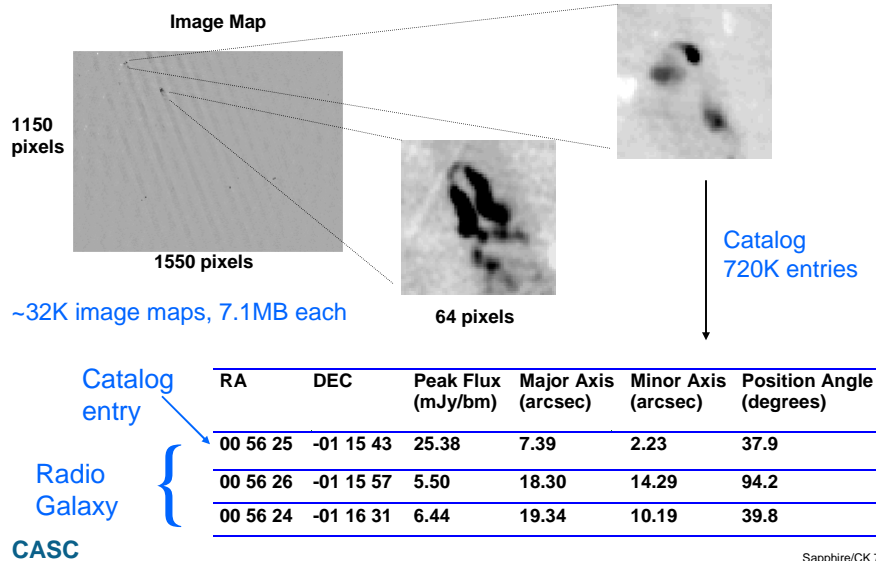 Image Map
1150
pixels
1550 pixels
~32K image maps, 7.1MB each
64 pixels
Catalog
720K entries
Catalog
entry
Radio
Galaxy
RA DEC Peak Flux (mJy/bm) Major Axis (arcsec) Minor Axis (arcsec) Position Angle (degrees)
00 56 25 -01 15 43 25.38 7.39 2.23 37.9
00 56 26 -01 15 57 5.50 18.30 14.29 94.2
00 56 24 -01 16 31 6.44 19.34 10.19 39.8
CASC
Sapphire/CK 7